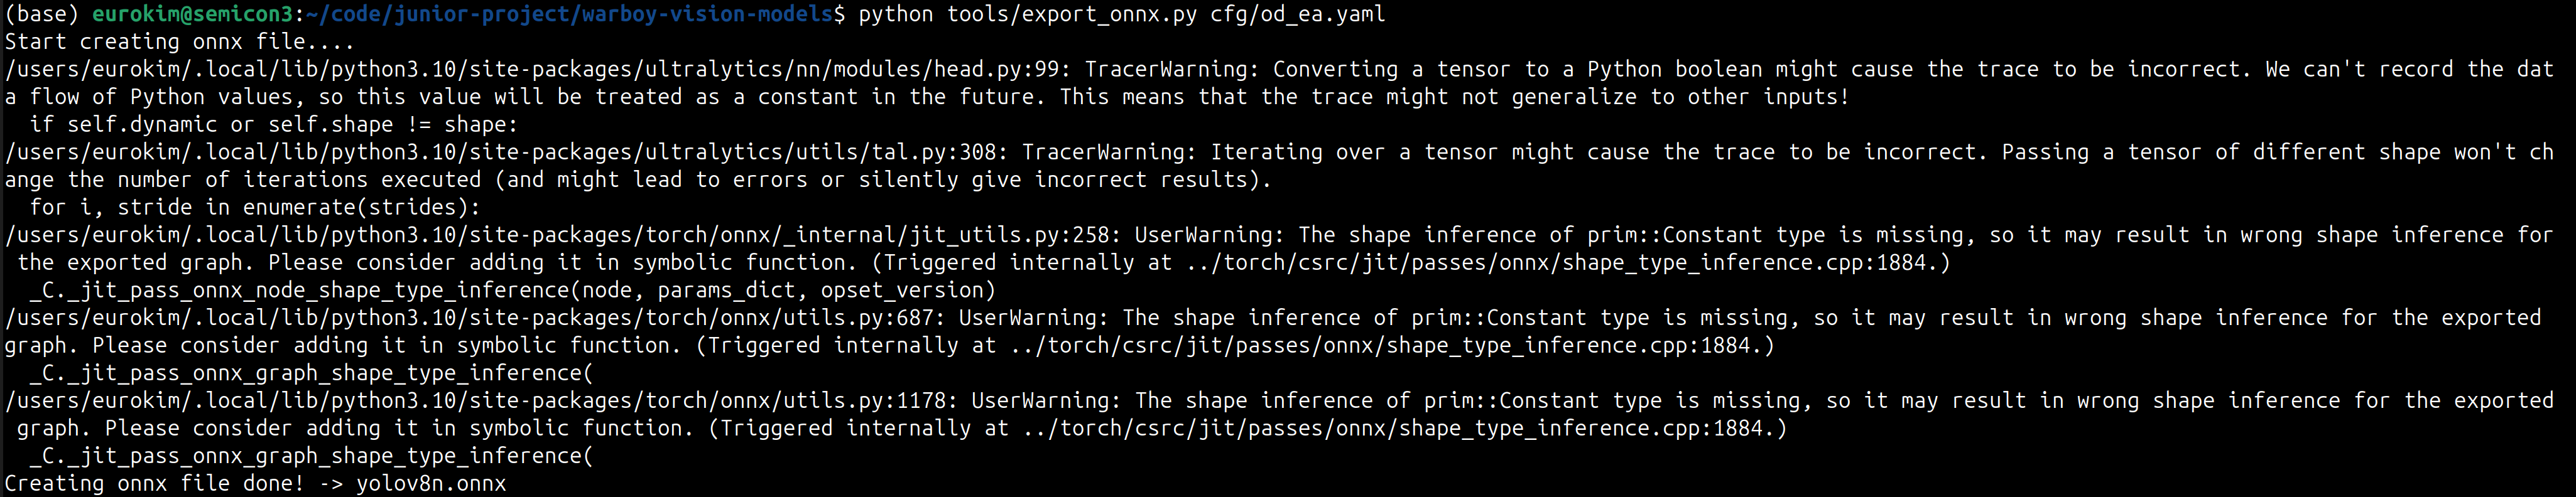 (base) eurokim@semicon3:~/code/junior-project/warboy-vision-models$ python tools/export_onnx.py cfg/od_ea.yaml
Start creating onnx file....
/users/eurokim/.local/lib/python3.10/site-packages/ultralytics/nn/modules/head.py:99: TracerWarning: Converting a tensor to a Python boolean might cause the trace to be incorrect. We can't record the dat
a flow of Python values, so this value will be treated as a constant in the future. This means that the trace might not generalize to other inputs!
  if self.dynamic or self.shape != shape:
/users/eurokim/.local/lib/python3.10/site-packages/ultralytics/utils/tal.py:308: TracerWarning: Iterating over a tensor might cause the trace to be incorrect. Passing a tensor of different shape won't ch
ange the number of iterations executed (and might lead to errors or silently give incorrect results).
  for i, stride in enumerate(strides):
/users/eurokim/.local/lib/python3.10/site-packages/torch/onnx/_internal/jit_utils.py:258: UserWarning: The shape inference of prim::Constant type is missing, so it may result in wrong shape inference for
 the exported graph. Please consider adding it in symbolic function. (Triggered internally at ../torch/csrc/jit/passes/onnx/shape_type_inference.cpp:1884.)
  _C._jit_pass_onnx_node_shape_type_inference(node, params_dict, opset_version)
/users/eurokim/.local/lib/python3.10/site-packages/torch/onnx/utils.py:687: UserWarning: The shape inference of prim::Constant type is missing, so it may result in wrong shape inference for the exported
graph. Please consider adding it in symbolic function. (Triggered internally at ../torch/csrc/jit/passes/onnx/shape_type_inference.cpp:1884.)
  _C._jit_pass_onnx_graph_shape_type_inference(
/users/eurokim/.local/lib/python3.10/site-packages/torch/onnx/utils.py:1178: UserWarning: The shape inference of prim::Constant type is missing, so it may result in wrong shape inference for the exported
 graph. Please consider adding it in symbolic function. (Triggered internally at ../torch/csrc/jit/passes/onnx/shape_type_inference.cpp:1884.)
  _C._jit_pass_onnx_graph_shape_type_inference(
Creating onnx file done! -> yolov8n.onnx